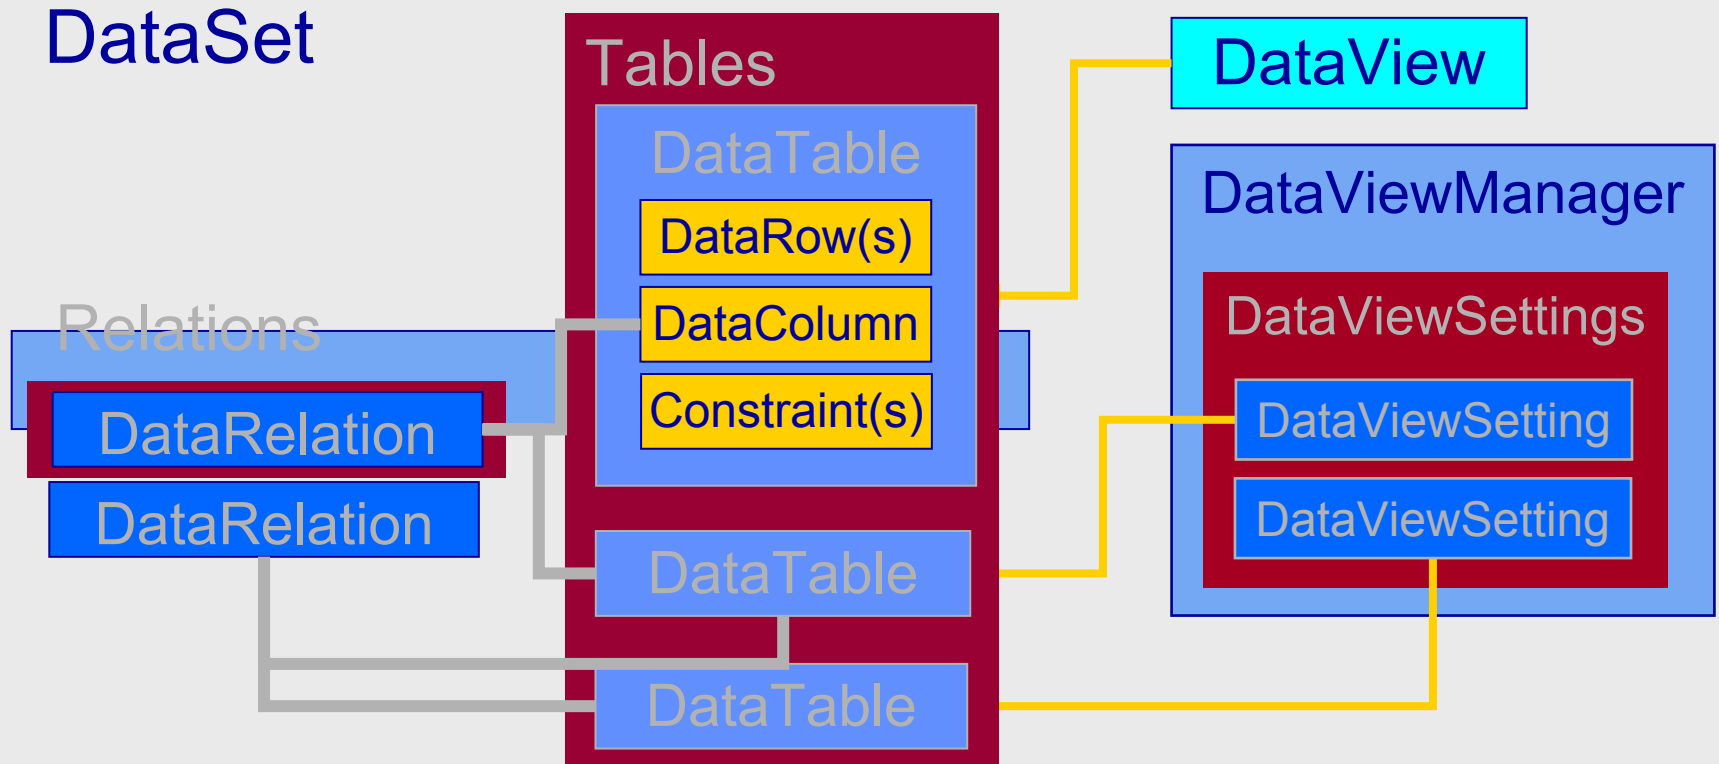 DataSet
Tables
DataTable
DataRow(s)
DataColumn
Constraint(s)
Relations
DataRelation
DataRelation
DataTable
DataTable
DataView
DataViewManager
DataViewSettings
DataViewSetting
DataViewSetting